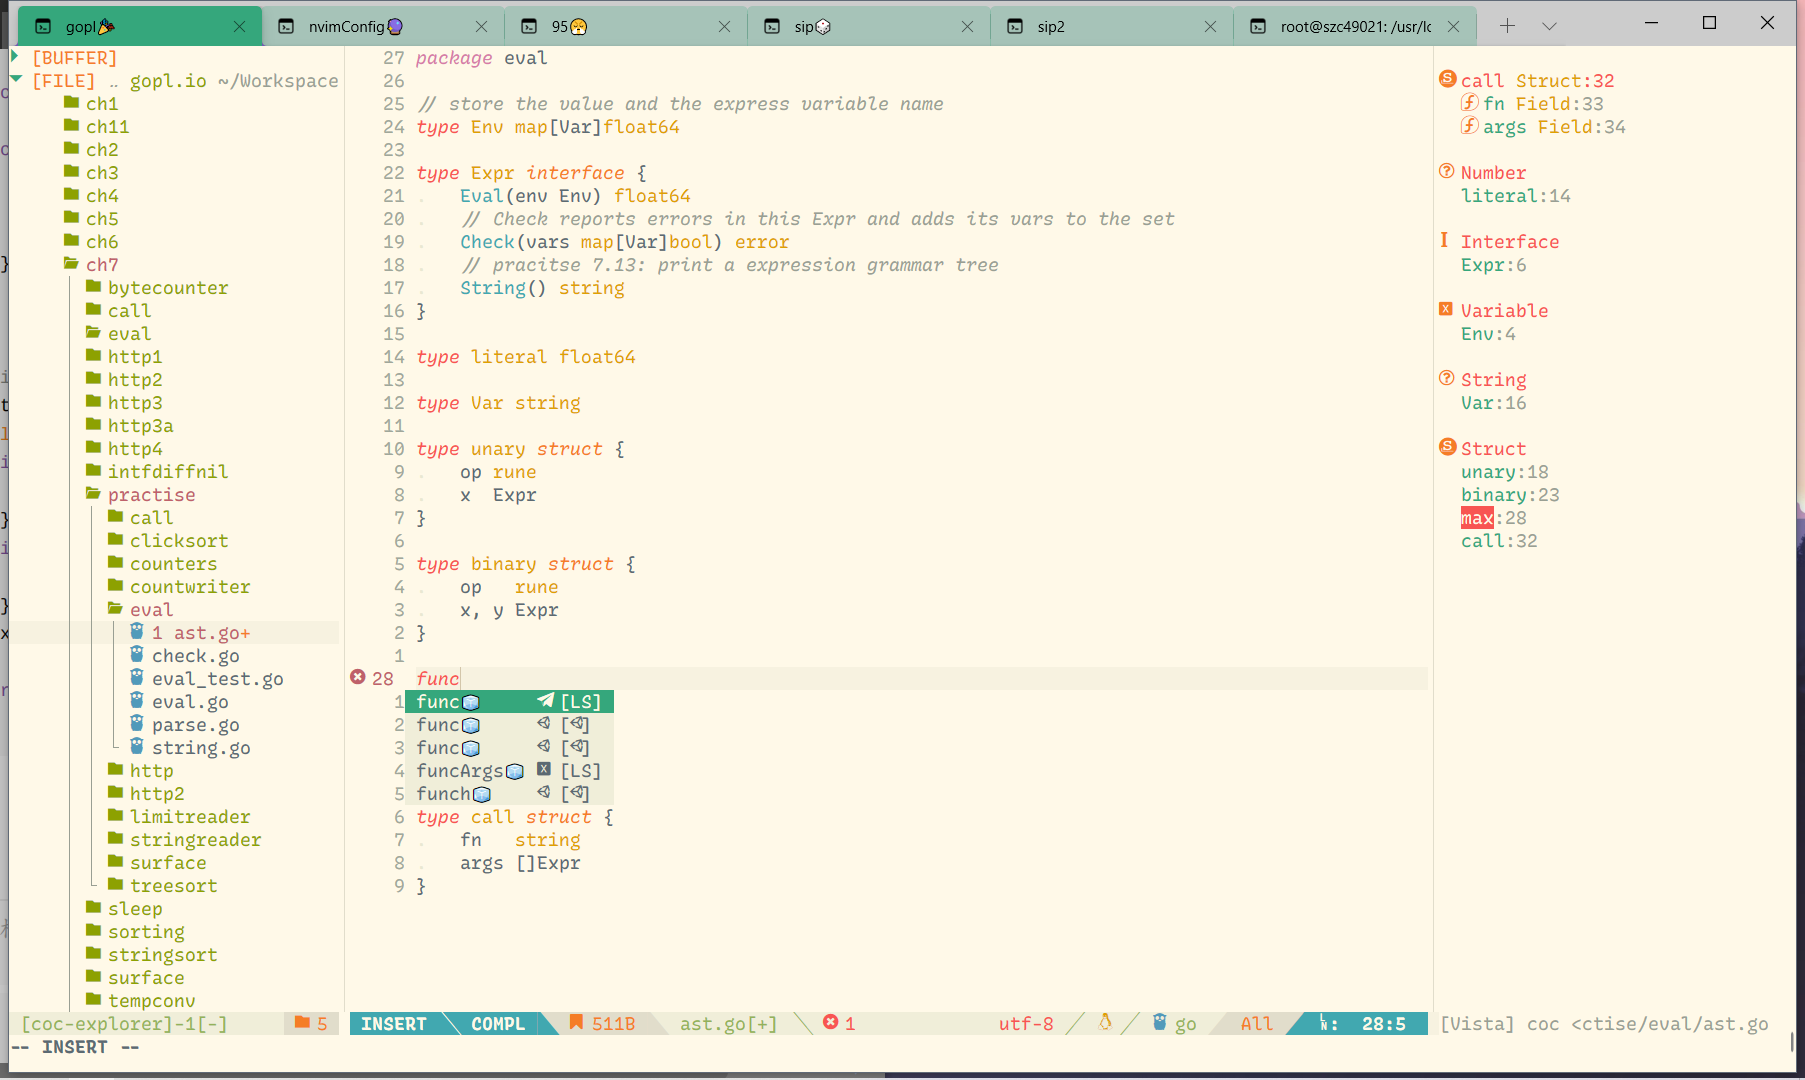 gopl
nvimConfig
95
sip
sip2
root@szc49021: /usr/lc
[BUFFER]
[FILE] .. gopl.io ~/Workspace
ch1
ch11
ch2
ch3
ch4
ch5
ch6
ch7
bytecounter
call
eval
http1
http2
http3
http3a
http4
intfdiffnil
practise
call
clicksort
counters
countwriter
eval
1 ast.go+
check.go
eval_test.go
eval.go
parse.go
string.go
http
http2
limitreader
stringreader
surface
treesort
sleep
sorting
stringsort
surface
tempconv
[coc-explorer]-1[-] 5
27 package eval
26
25 // store the value and the express variable name
24 type Env map[Var]float64
23
22 type Expr interface {
21 Eval(env Env) float64
20 // Check reports errors in this Expr and adds its vars to the set
19 Check(vars map[Var]bool) error
18 // pracitse 7.13: print a expression grammar tree
17 String() string
16 }
15
14 type literal float64
13
12 type Var string
11
10 type unary struct {
9 op rune
8 x  Expr
7 }
6
5 type binary struct {
4 op   rune
3 x, y Expr
2 }
1
28 func
1 func [LS]
2 func
3 func
4 funcArgs [LS]
5 funch
6 type call struct {
7 fn   string
8 args []Expr
9 }
INSERT COMPL 511B ast.go[+] 1 utf-8 go All LN: 28:5
call Struct:32
fn Field:33
args Field:34
Number
literal:14
Interface
Expr:6
Variable
Env:4
String
Var:16
Struct
unary:18
binary:23
max:28
call:32
[Vista] coc <ctise/eval/ast.go
-- INSERT --